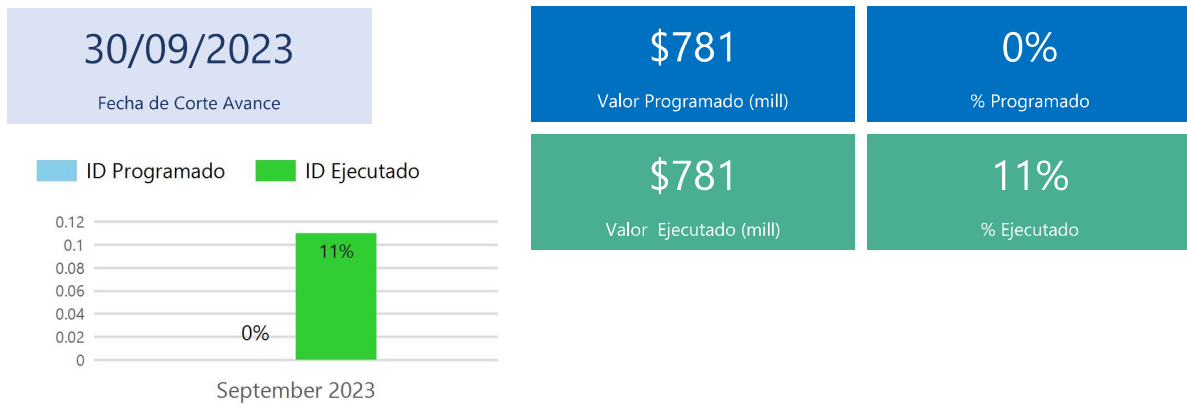 30/09/2023
Fecha de Corte Avance
$781
Valor Programado (mill)
0%
% Programado
$781
Valor  Ejecutado (mill)
11%
% Ejecutado
ID Programado
ID Ejecutado
0.12
0.1
0.08
0.06
0.04
0.02
0
11%
0%
September 2023